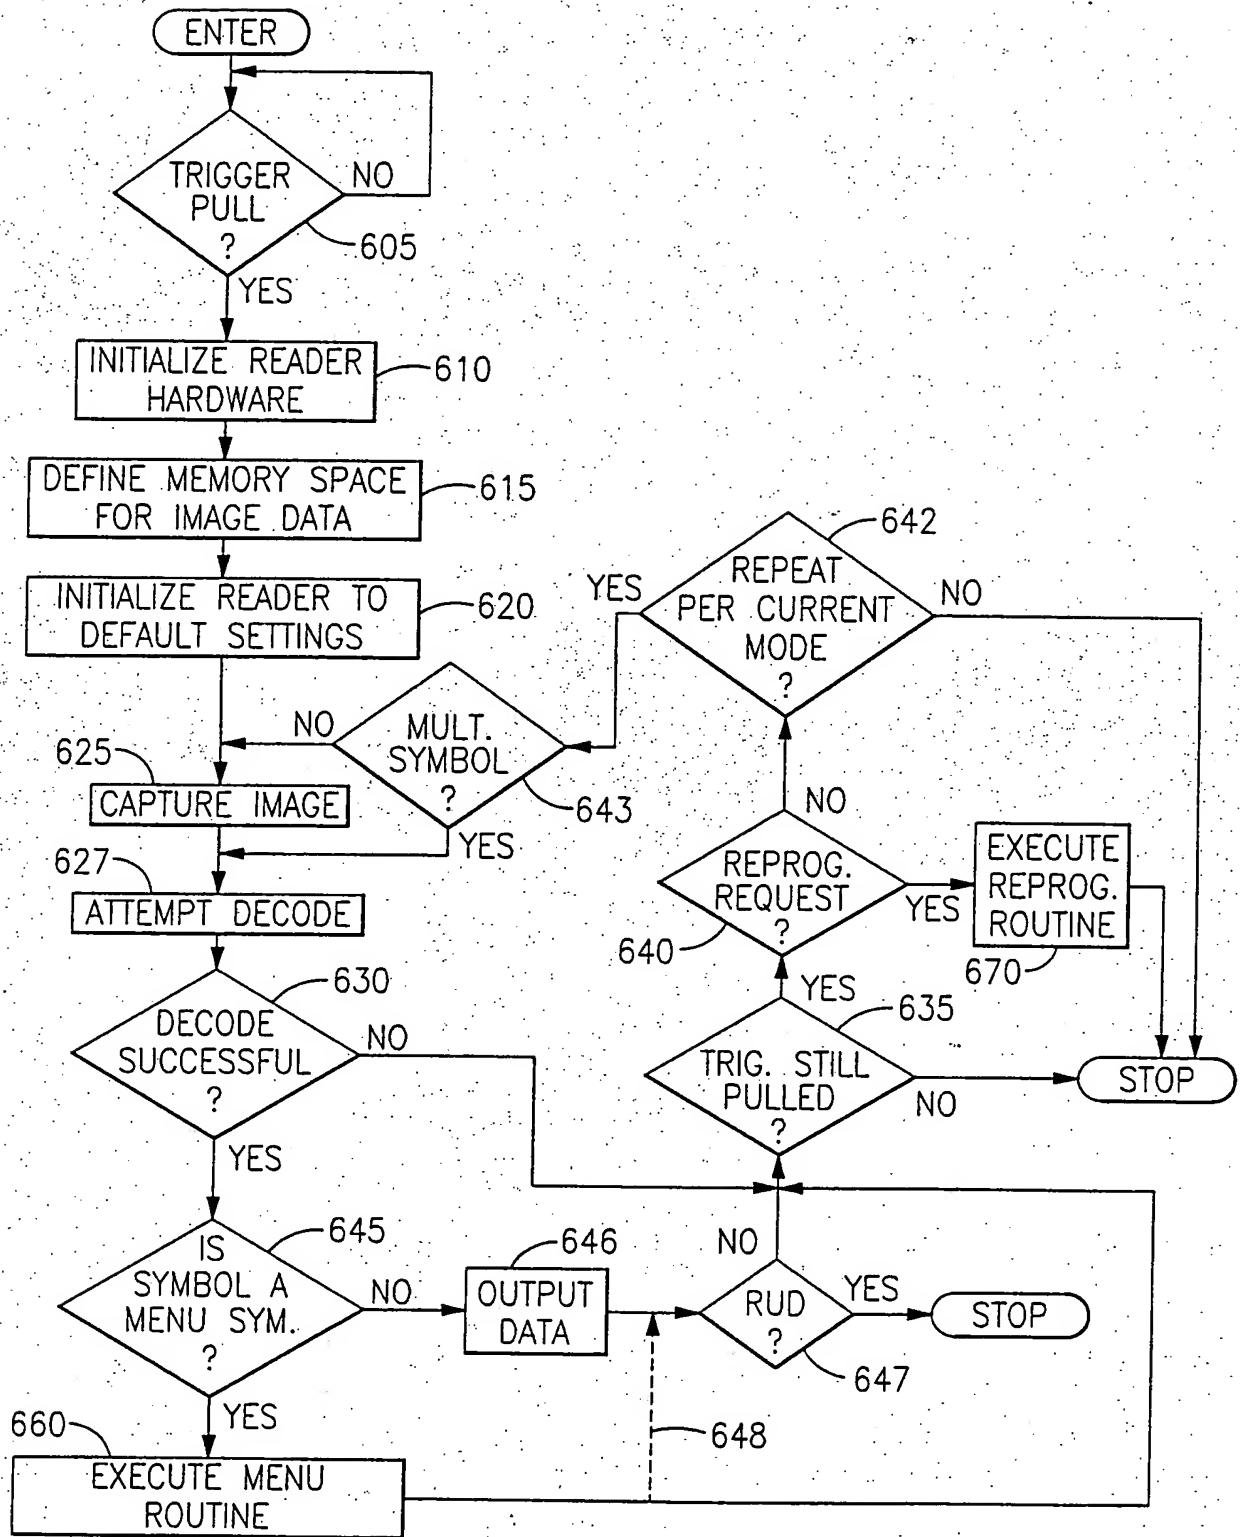 ENTER
TRIGGER
PULL
?
NO
605
YES
INITIALIZE READER
HARDWARE
610
DEFINE MEMORY SPACE
FOR IMAGE DATA
615
INITIALIZE READER TO
DEFAULT SETTINGS
620
642
REPEAT
PER CURRENT
MODE
?
YES
NO
MULT.
SYMBOL
?
NO
643
YES
625
CAPTURE IMAGE
627
ATTEMPT DECODE
NO
REPROG.
REQUEST
?
640
YES
EXECUTE
REPROG.
ROUTINE
670
630
DECODE
SUCCESSFUL
?
NO
YES
YES
635
TRIG. STILL
PULLED
?
NO
STOP
645
IS
SYMBOL A
MENU SYM.
?
NO
YES
646
OUTPUT
DATA
NO
RUD
?
YES
647
STOP
648
660
EXECUTE MENU
ROUTINE